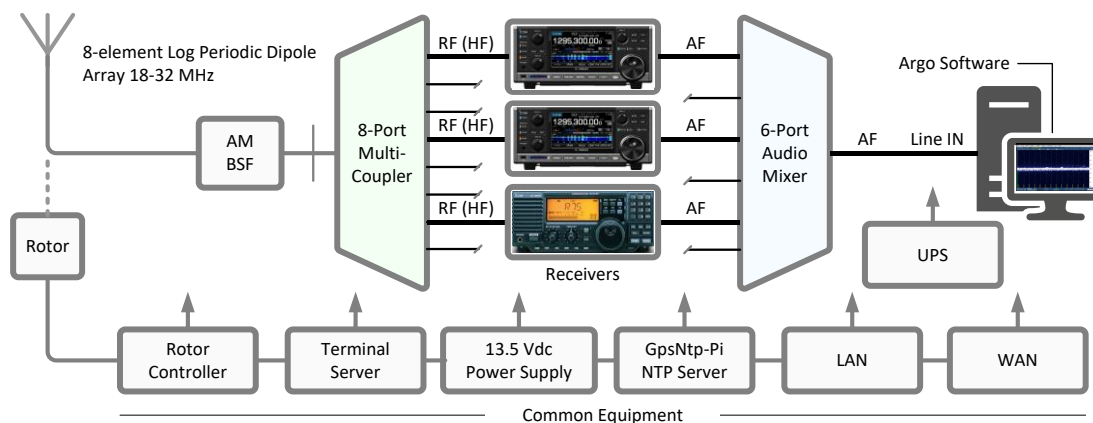 8-element Log Periodic Dipole
Array 18-32 MHz
AM
BSF
8-Port
Multi-
Coupler
RF (HF)
RF (HF)
RF (HF)
1295.300.00
1295.300.00
R75
Receivers
AF
AF
AF
6-Port
Audio
Mixer
AF
Line IN
Argo Software
UPS
Rotor
Rotor
Controller
Terminal
Server
13.5 Vdc
Power Supply
GpsNtp-Pi
NTP Server
LAN
WAN
Common Equipment